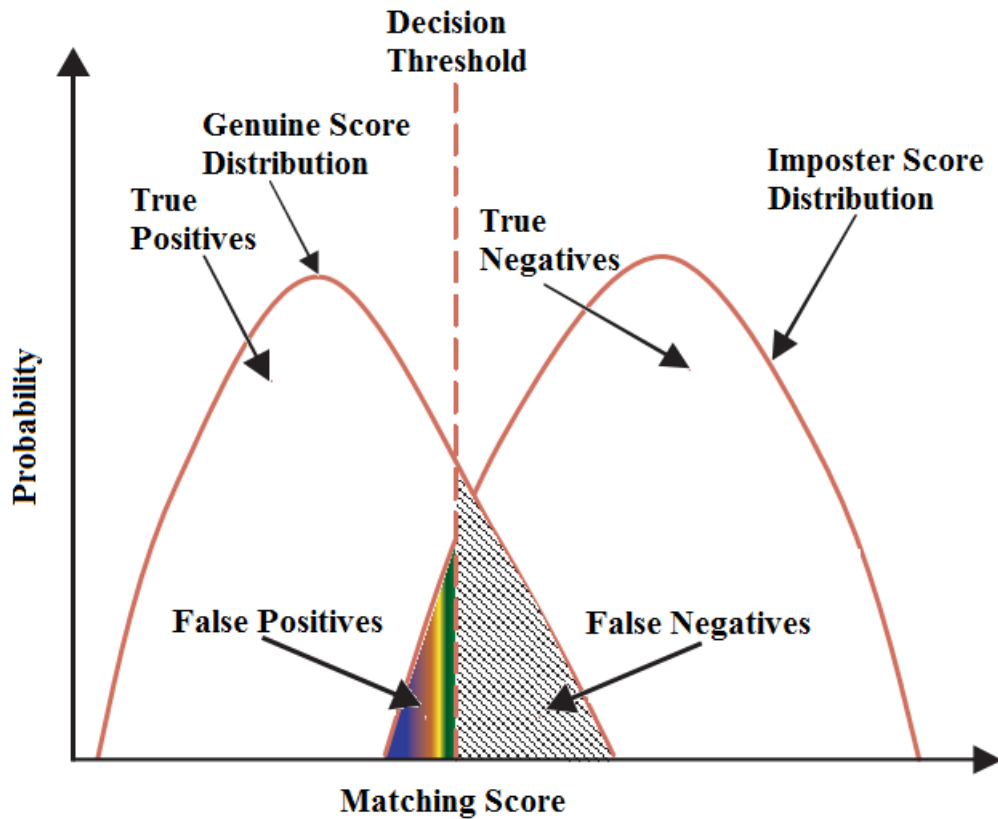 Decision
Threshold
Genuine Score
Distribution
Imposter Score
Distribution
True
Positives
True
Negatives
Probability
False Positives
False Negatives
Matching Score